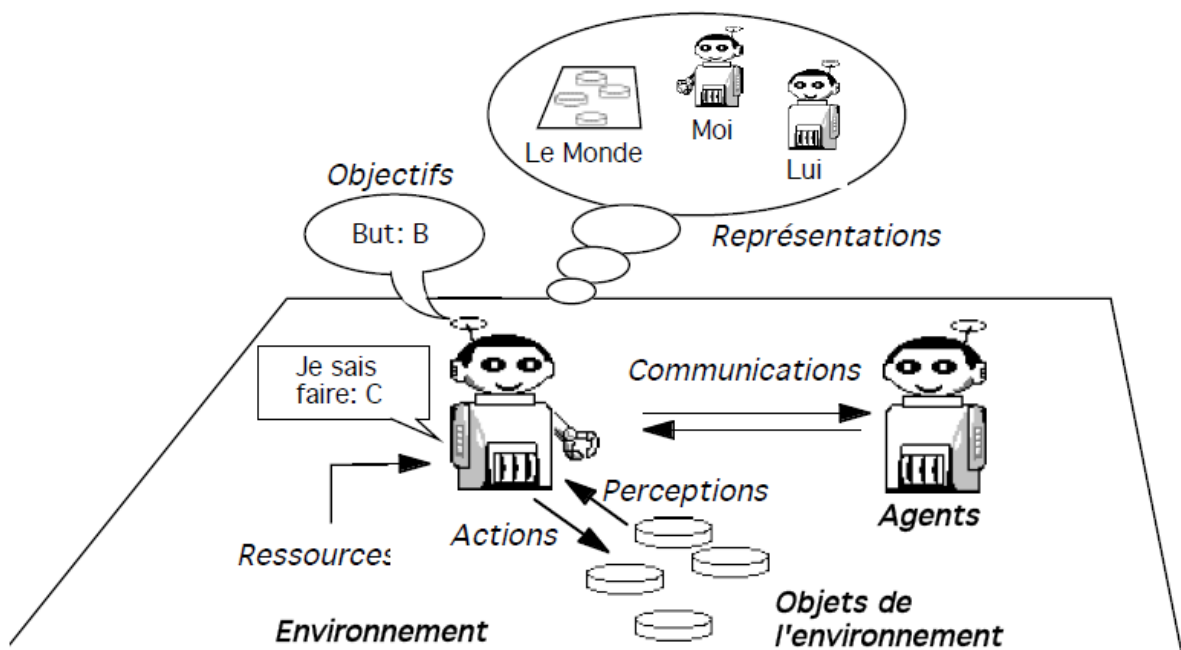 Moi
Le Monde
Lui
Objectifs
But: B
Représentations
Je sais
faire: C
Communications
Perceptions
Agents
Actions
Ressources
Objets de
l'environnement
Environnement